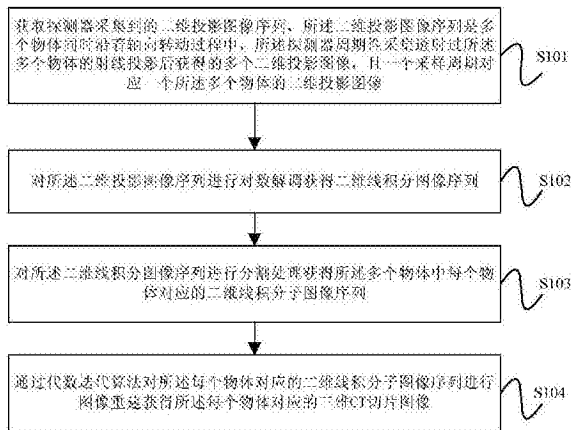 获取探测器采集到的二维投影图像序列，所述二维投影图像序列是多
个物体同时沿着轴向转动过程中，所述探测器周期性采集透射过所述
多个物体的射线投影后获得的多个二维投影图像，且一个采样周期对
应一个所述多个物体的二维投影图像
S101
对所述二维投影图像序列进行对数解调获得二维线积分图像序列
S102
对所述二维线积分图像序列进行分割处理获得所述多个物体中每个物
体对应的二维线积分子图像序列
S103
通过代数迭代算法对所述每个物体对应的二维线积分子图像序列进行
图像重建获得所述每个物体对应的三维CT切片图像
S104